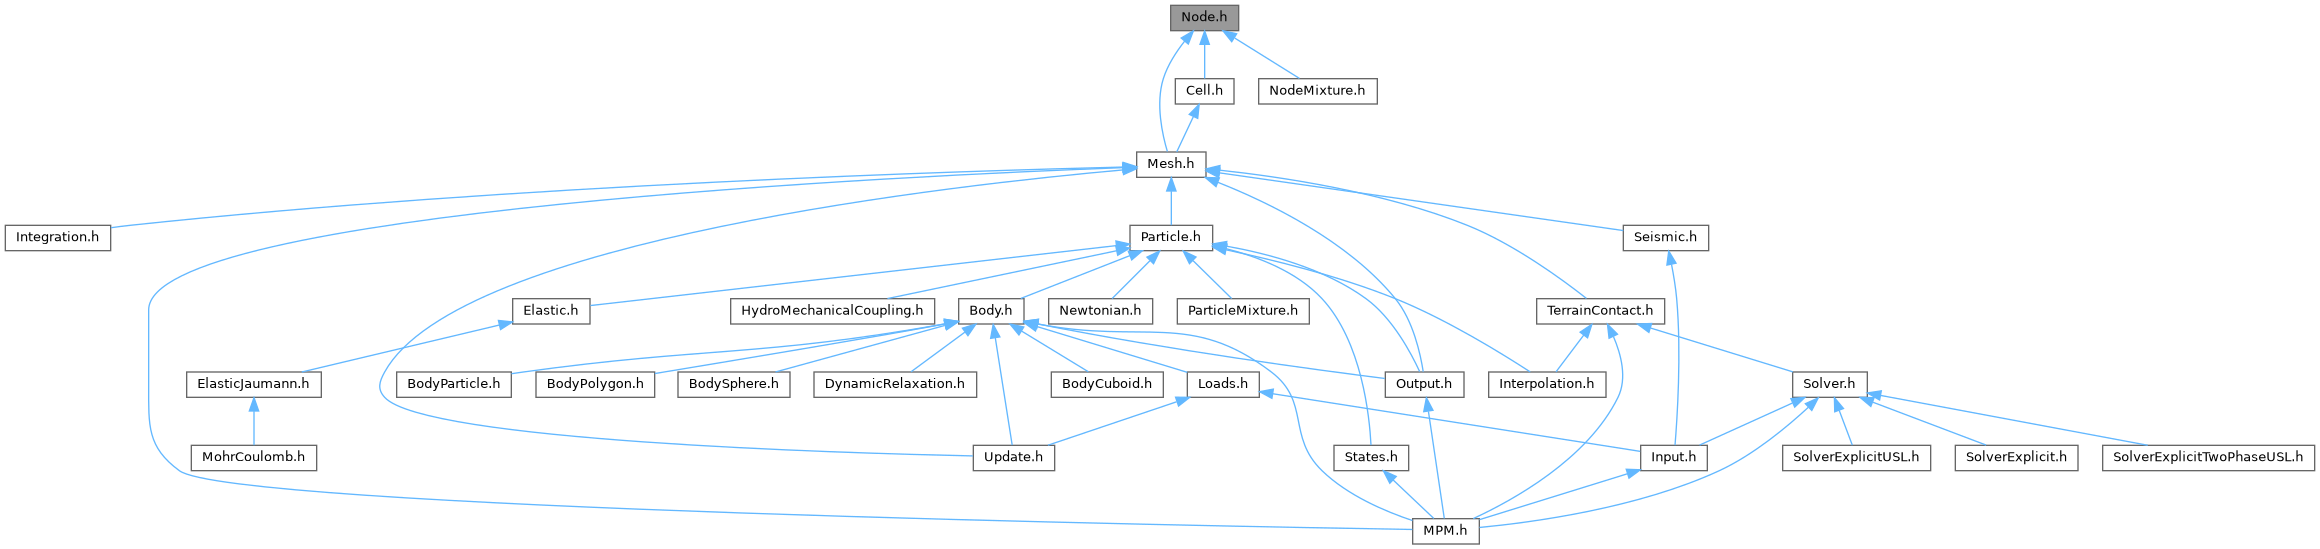 Node.h
Cell.h
NodeMixture.h
Mesh.h
Integration.h
Particle.h
Seismic.h
Elastic.h
HydroMechanicalCoupling.h
Body.h
Newtonian.h
ParticleMixture.h
TerrainContact.h
ElasticJaumann.h
BodyParticle.h
BodyPolygon.h
BodySphere.h
DynamicRelaxation.h
BodyCuboid.h
Loads.h
Output.h
Interpolation.h
Solver.h
MohrCoulomb.h
Update.h
States.h
Input.h
SolverExplicitUSL.h
SolverExplicit.h
SolverExplicitTwoPhaseUSL.h
MPM.h